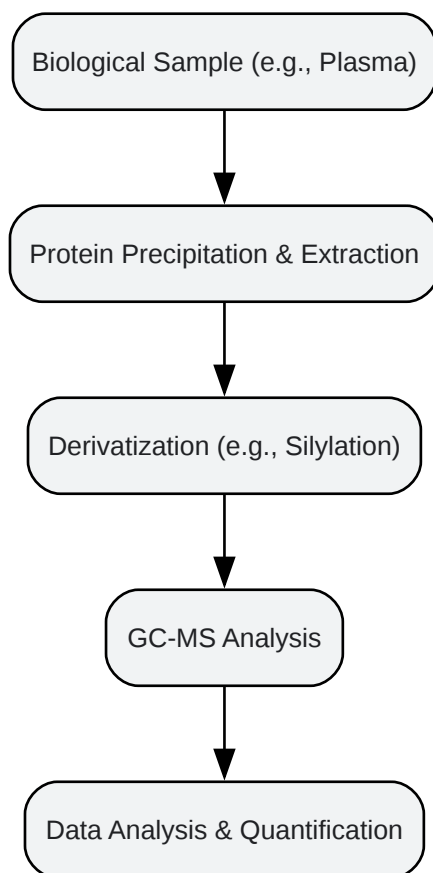 Biological Sample (e.g., Plasma)
Protein Precipitation & Extraction
Derivatization (e.g., Silylation)
GC-MS Analysis
Data Analysis & Quantification